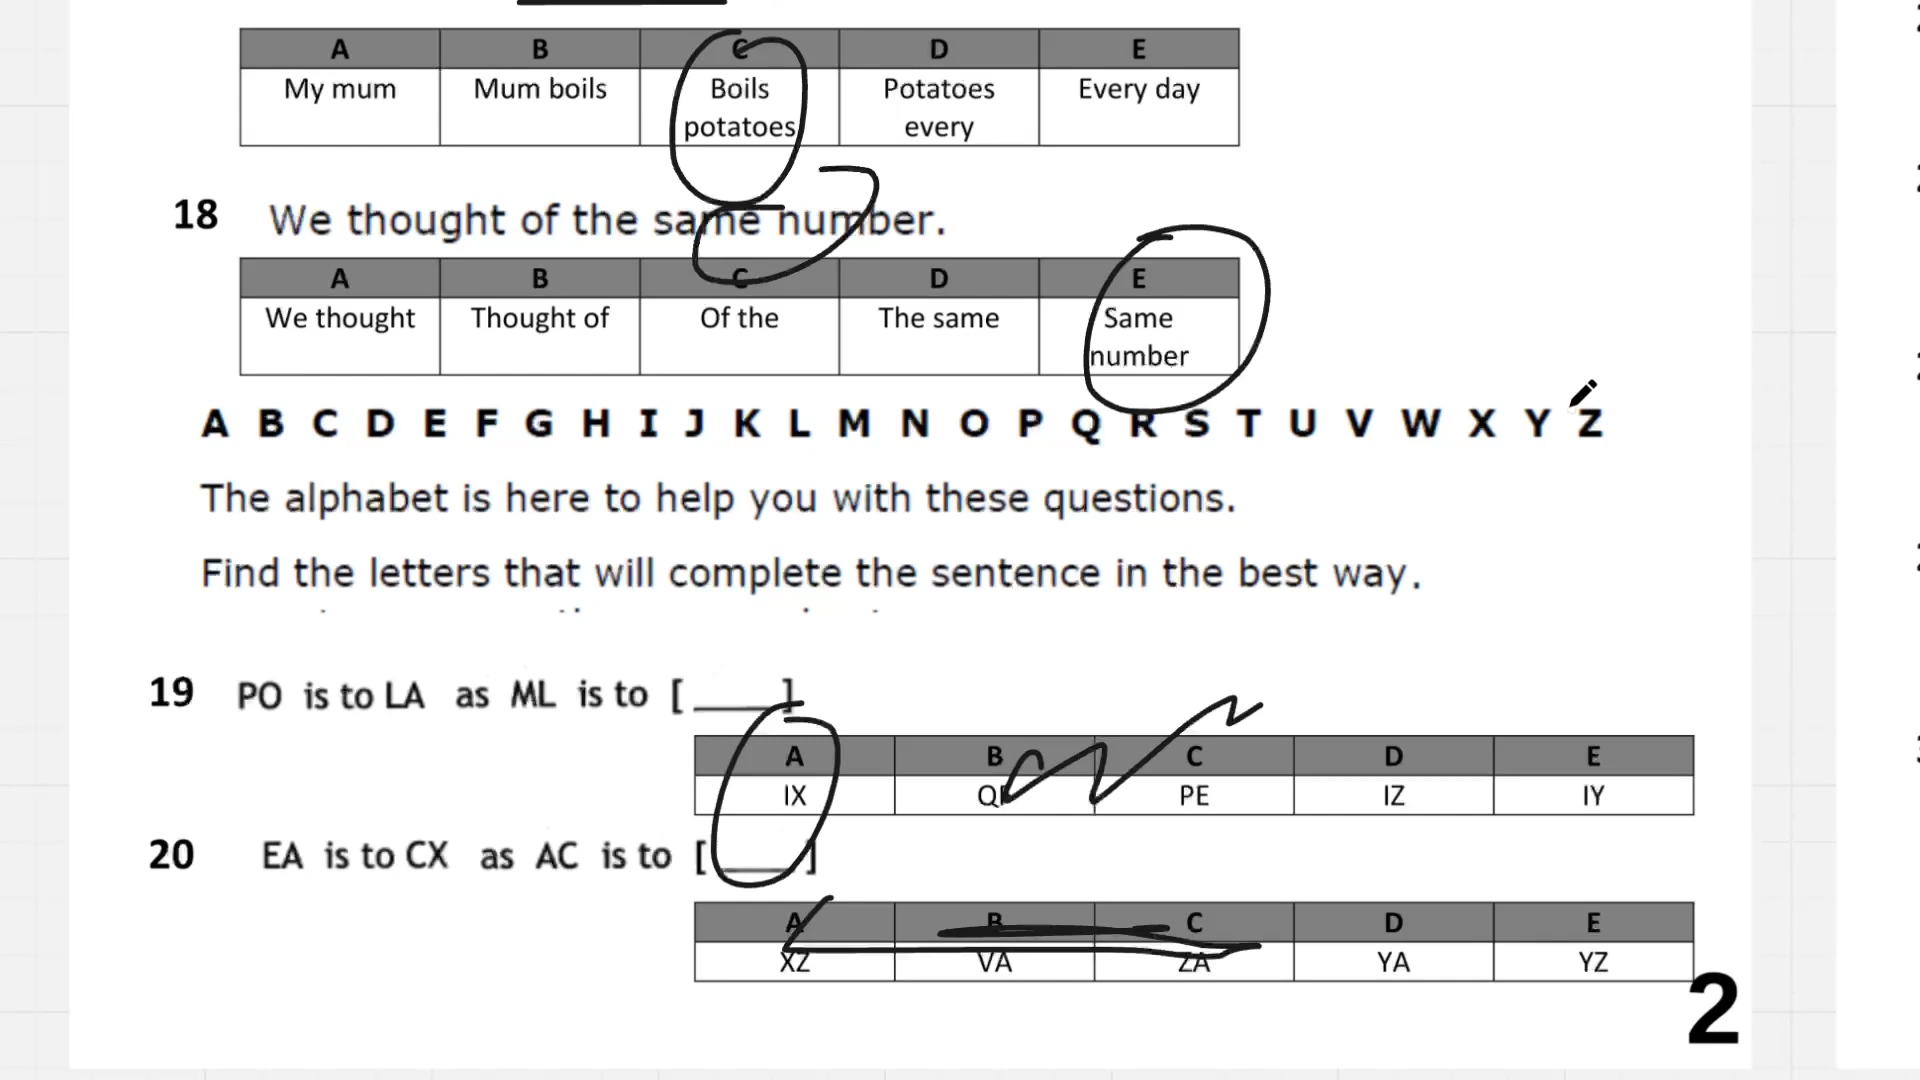 A B C D E
My mum Mum boils Boils potatoes Potatoes every Every day
18 We thought of the same number.
A B C D E
We thought Thought of Of the The same Same number
A B C D E F G H I J K L M N O P Q R S T U V W X Y Z
The alphabet is here to help you with these questions.
Find the letters that will complete the sentence in the best way.
19 PO is to LA as ML is to [ ____ ]
A B C D E
IX PE IZ IY
20 EA is to CX as AC is to [ ____ ]
A B C D E
XZ VA ZA YA YZ
2